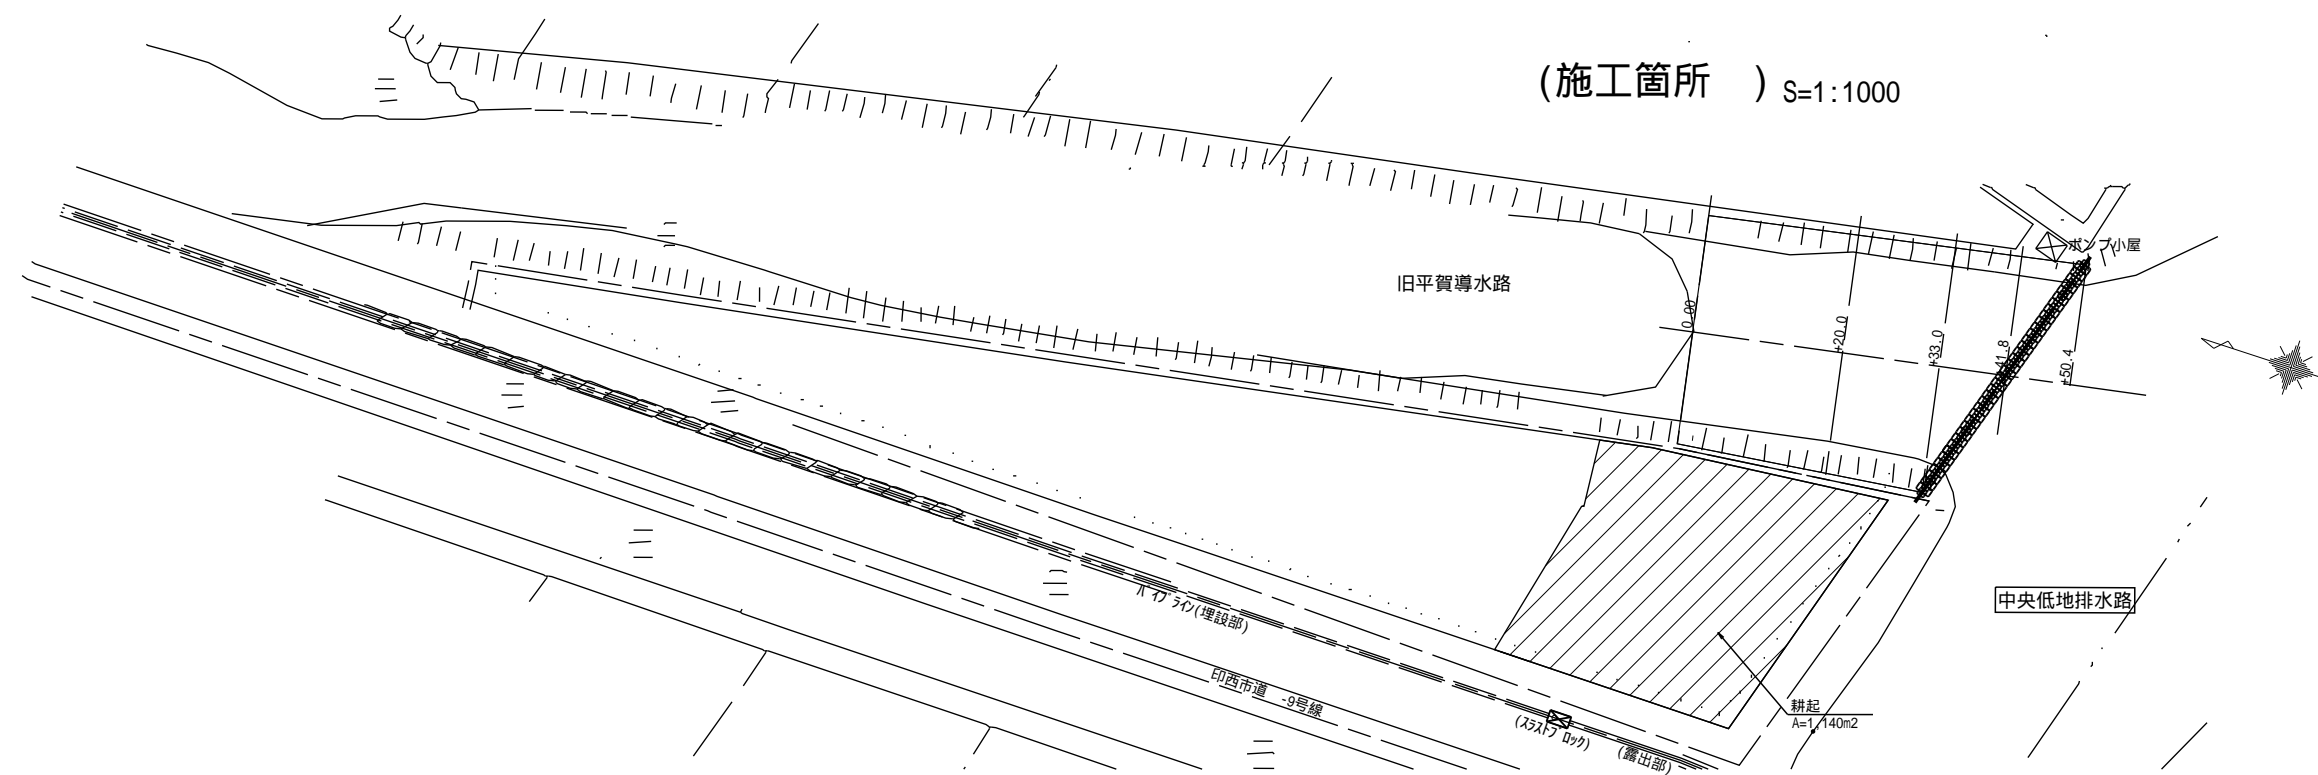 (施工箇所　) S=1:1000
ポンプ小屋
旧平賀導水路
0.00
+20.0
+33.0
41.8
+50.4
中央低地排水路
パイプライン(埋設部)
印西市道　-9号線
(スラストブロック)
(露出部)
耕起
A=1,140m2